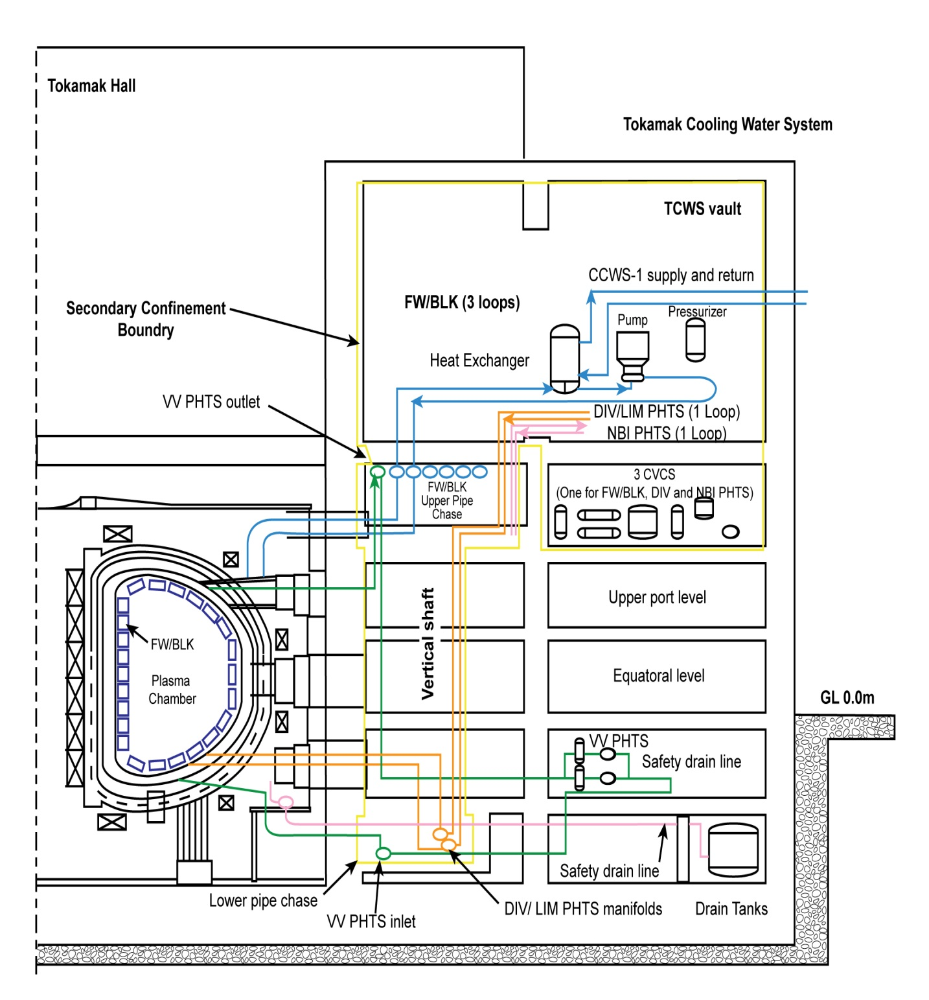 Tokamak Hall
Tokamak Cooling Water System
TCWS vault
CCWS-1 supply and return
FW/BLK (3 loops)
Pressurizer
Pump
Secondary Confinement
Boundry
Heat Exchanger
VV PHTS outlet
DIV/LIM PHTS (1 Loop)
NBI PHTS (1 Loop)
3 CVCS
(One for FW/BLK, DIV and NBI PHTS)
FW/BLK
Upper Pipe
Chase
Vertical shaft
Upper port level
FW/BLK
Plasma
Chamber
Equatoral level
GL 0.0m
VV PHTS
Safety drain line
Safety drain line
Lower pipe chase
VV PHTS inlet
DIV/ LIM PHTS manifolds
Drain Tanks